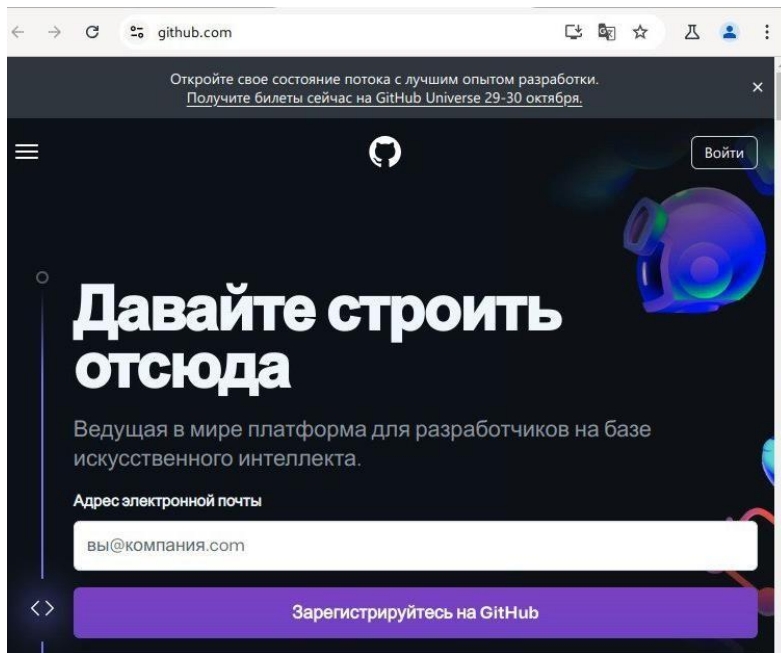 github.com
Откройте свое состояние потока с лучшим опытом разработки.
Получите билеты сейчас на GitHub Universe 29-30 октября.
Войти
Давайте строить
отсюда
Ведущая в мире платформа для разработчиков на базе
искусственного интеллекта.
Адрес электронной почты
вы@компания.com
Зарегистрируйтесь на GitHub